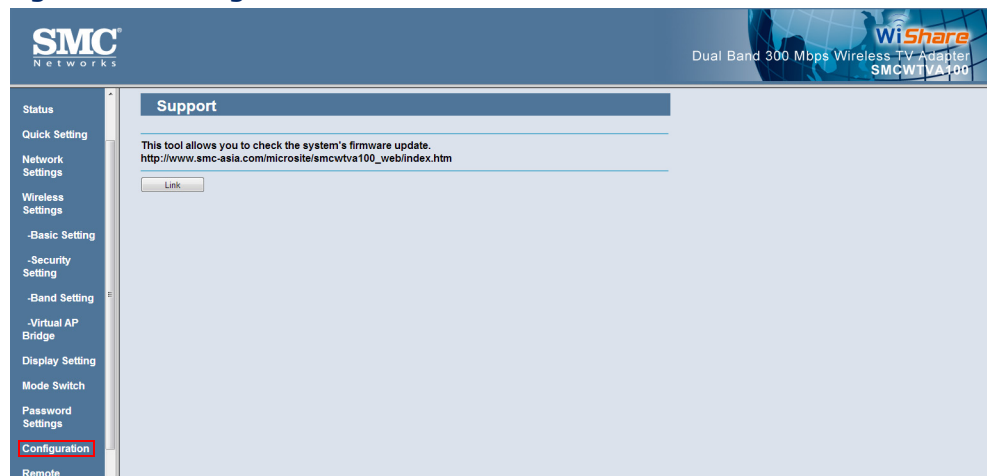 SMC®
Networks
WiShare
Dual Band 300 Mbps Wireless TV Adapter
SMCWTVA100
Status
Quick Setting
Network
Settings
Wireless
Settings
-Basic Setting
-Security
Setting
-Band Setting
-Virtual AP
Bridge
Display Setting
Mode Switch
Password
Settings
Configuration
Remote
Support
This tool allows you to check the system's firmware update.
http://www.smc-asia.com/microsite/smcwtva100_web/index.htm
Link